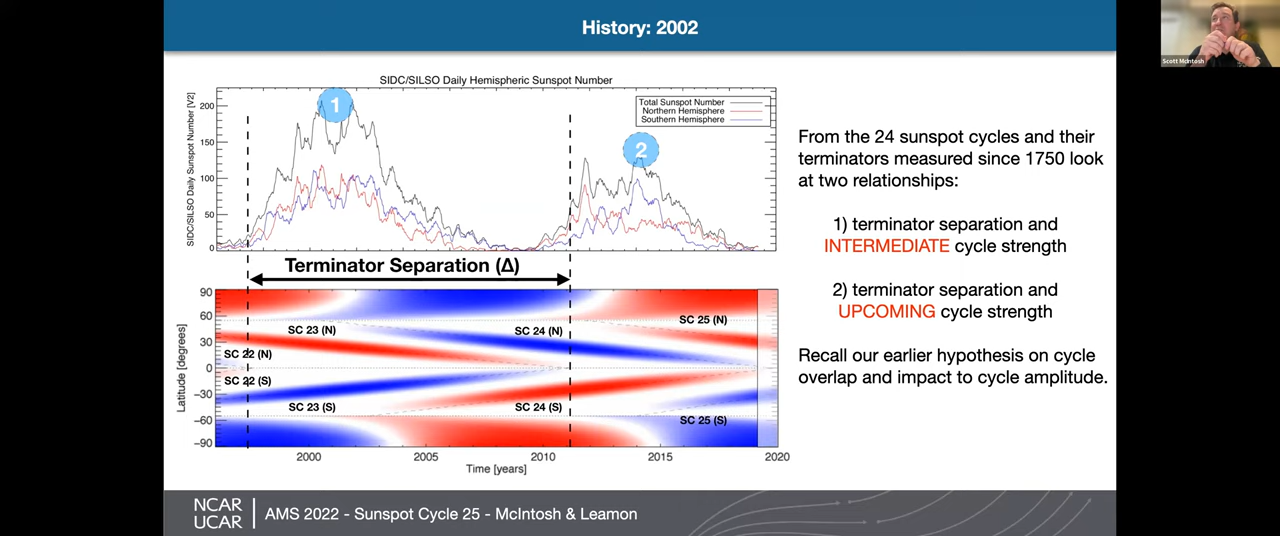 History: 2002
Scott McIntosh
SIDC/SILSO Daily Hemispheric Sunspot Number
SIDC/SILSO Daily Sunspot Number [V2]
200
150
100
50
0
Total Sunspot Number
Northern Hemisphere
Southern Hemisphere
1
2
Terminator Separation (Δ)
Latitude [degrees]
90
60
30
0
−30
−60
−90
SC 22 (N)
SC 22 (S)
SC 23 (N)
SC 23 (S)
SC 24 (N)
SC 24 (S)
SC 25 (N)
SC 25 (S)
2000
2005
2010
2015
2020
Time [years]
From the 24 sunspot cycles and their
terminators measured since 1750 look
at two relationships:
1) terminator separation and
INTERMEDIATE cycle strength
2) terminator separation and
UPCOMING cycle strength
Recall our earlier hypothesis on cycle
overlap and impact to cycle amplitude.
NCAR
UCAR
AMS 2022 - Sunspot Cycle 25 - McIntosh & Leamon